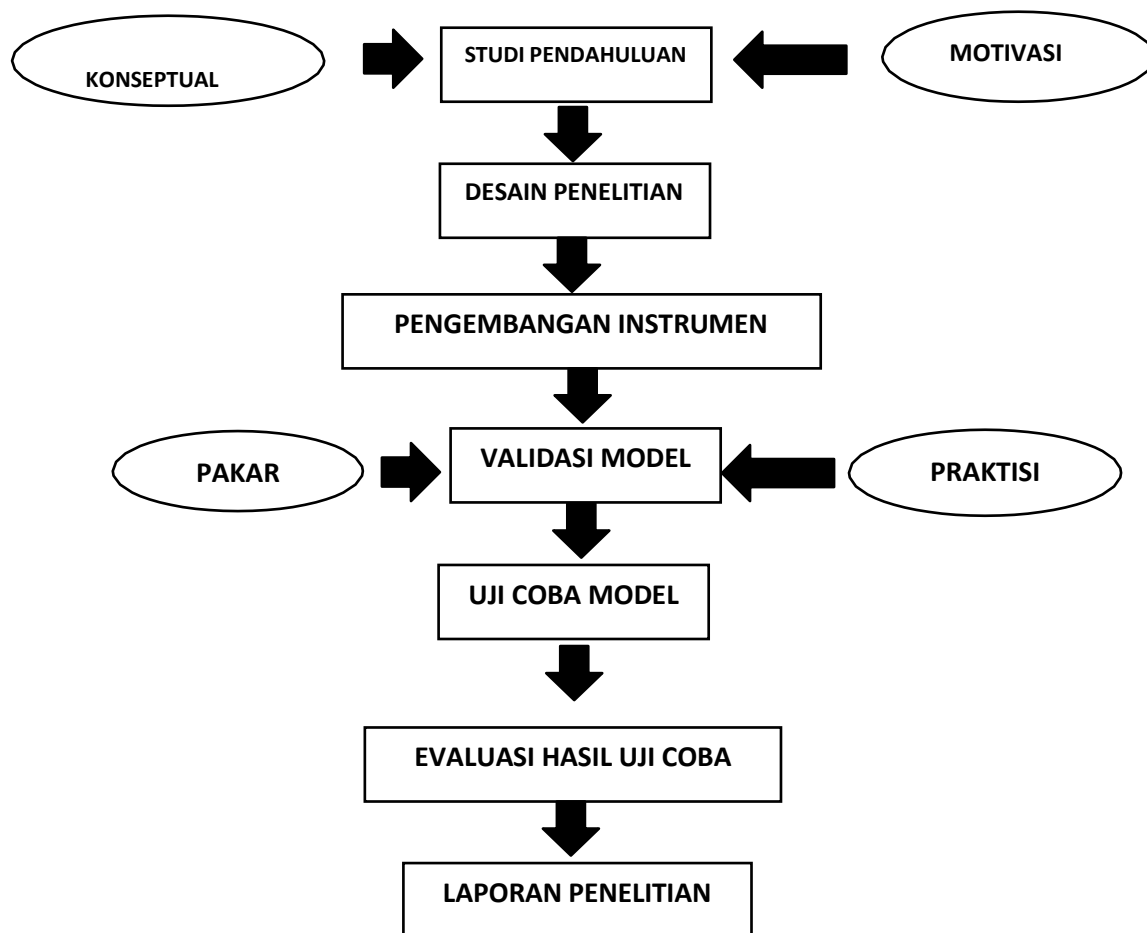 KONSEPTUAL
STUDI PENDAHULUAN
MOTIVASI
DESAIN PENELITIAN
PENGEMBANGAN INSTRUMEN
PAKAR
VALIDASI MODEL
PRAKTISI
UJI COBA MODEL
EVALUASI HASIL UJI COBA
LAPORAN PENELITIAN